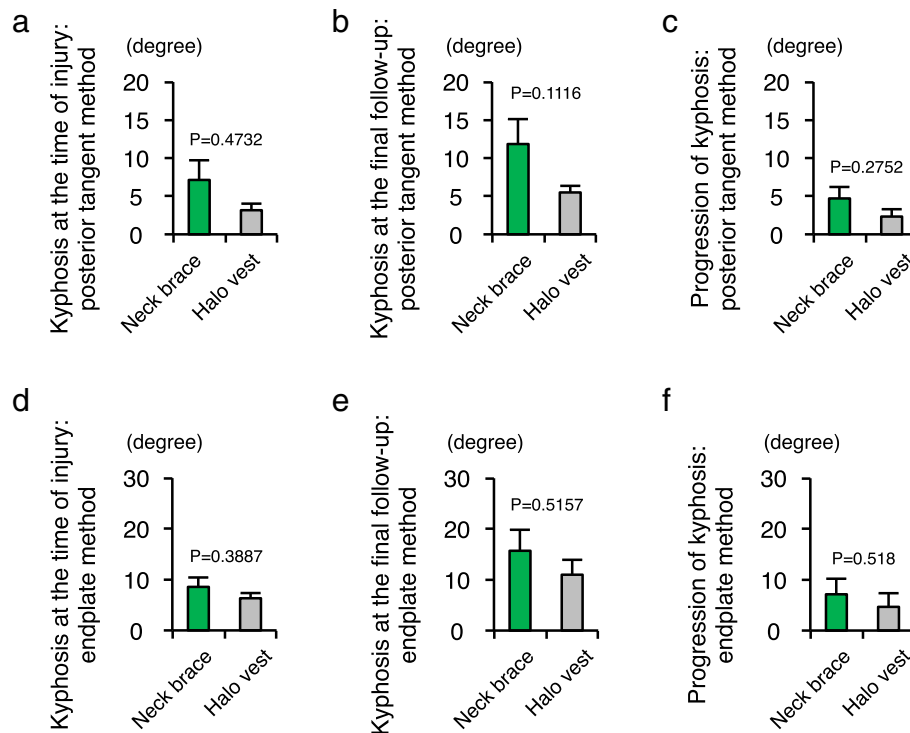 a
Kyphosis at the time of injury:
posterior tangent method
(degree)
20
15
10
5
0
P=0.4732
Neck brace
Halo vest
b
Kyphosis at the final follow-up:
posterior tangent method
(degree)
20
15
10
5
0
P=0.1116
Neck brace
Halo vest
c
Progression of kyphosis:
posterior tangent method
(degree)
20
15
10
5
0
P=0.2752
Neck brace
Halo vest
d
Kyphosis at the time of injury:
endplate method
(degree)
30
20
10
0
P=0.3887
Neck brace
Halo vest
e
Kyphosis at the final follow-up:
endplate method
(degree)
30
20
10
0
P=0.5157
Neck brace
Halo vest
f
Progression of kyphosis:
endplate method
(degree)
30
20
10
0
P=0.518
Neck brace
Halo vest